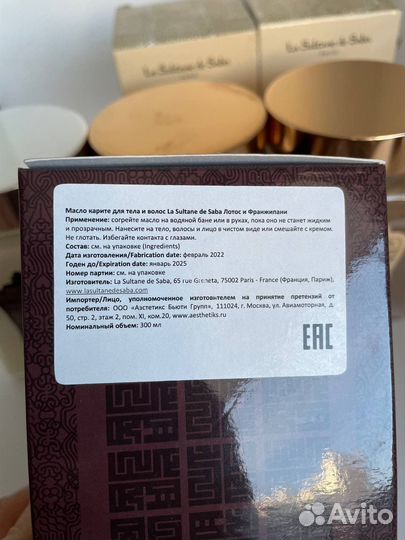 La Sultane de Saba
La Sultane de Saba
Масло карите для тела и волос La Sultane de Saba Лотос и Франжипани
Применение: согрейте масло на водяной бане или в руках, пока оно не станет жидким
и прозрачным. Нанесите на тело, волосы и лицо в чистом виде или смешайте с кремом.
Не глотать. Избегайте контакта с глазами.
Состав: см. на упаковке (Ingredients)
Дата изготовления/Fabrication date: февраль 2022
Годен до/Expiration date: январь 2025
Номер партии: см. на упаковке
Изготовитель: La Sultane de Saba, 65 rue Greneta, 75002 Paris - France (Франция, Париж),
www.lasultanedesaba.com
Импортер/Лицо, уполномоченное изготовителем на принятие претензий от
потребителя: ООО «Аэстетикс Бьюти Групп», 111024, г. Москва, ул. Авиамоторная, д.
50, стр. 2, этаж 2, пом. XI, ком.20, www.aesthetiks.ru
Номинальный объем: 300 мл
EAC
Avito